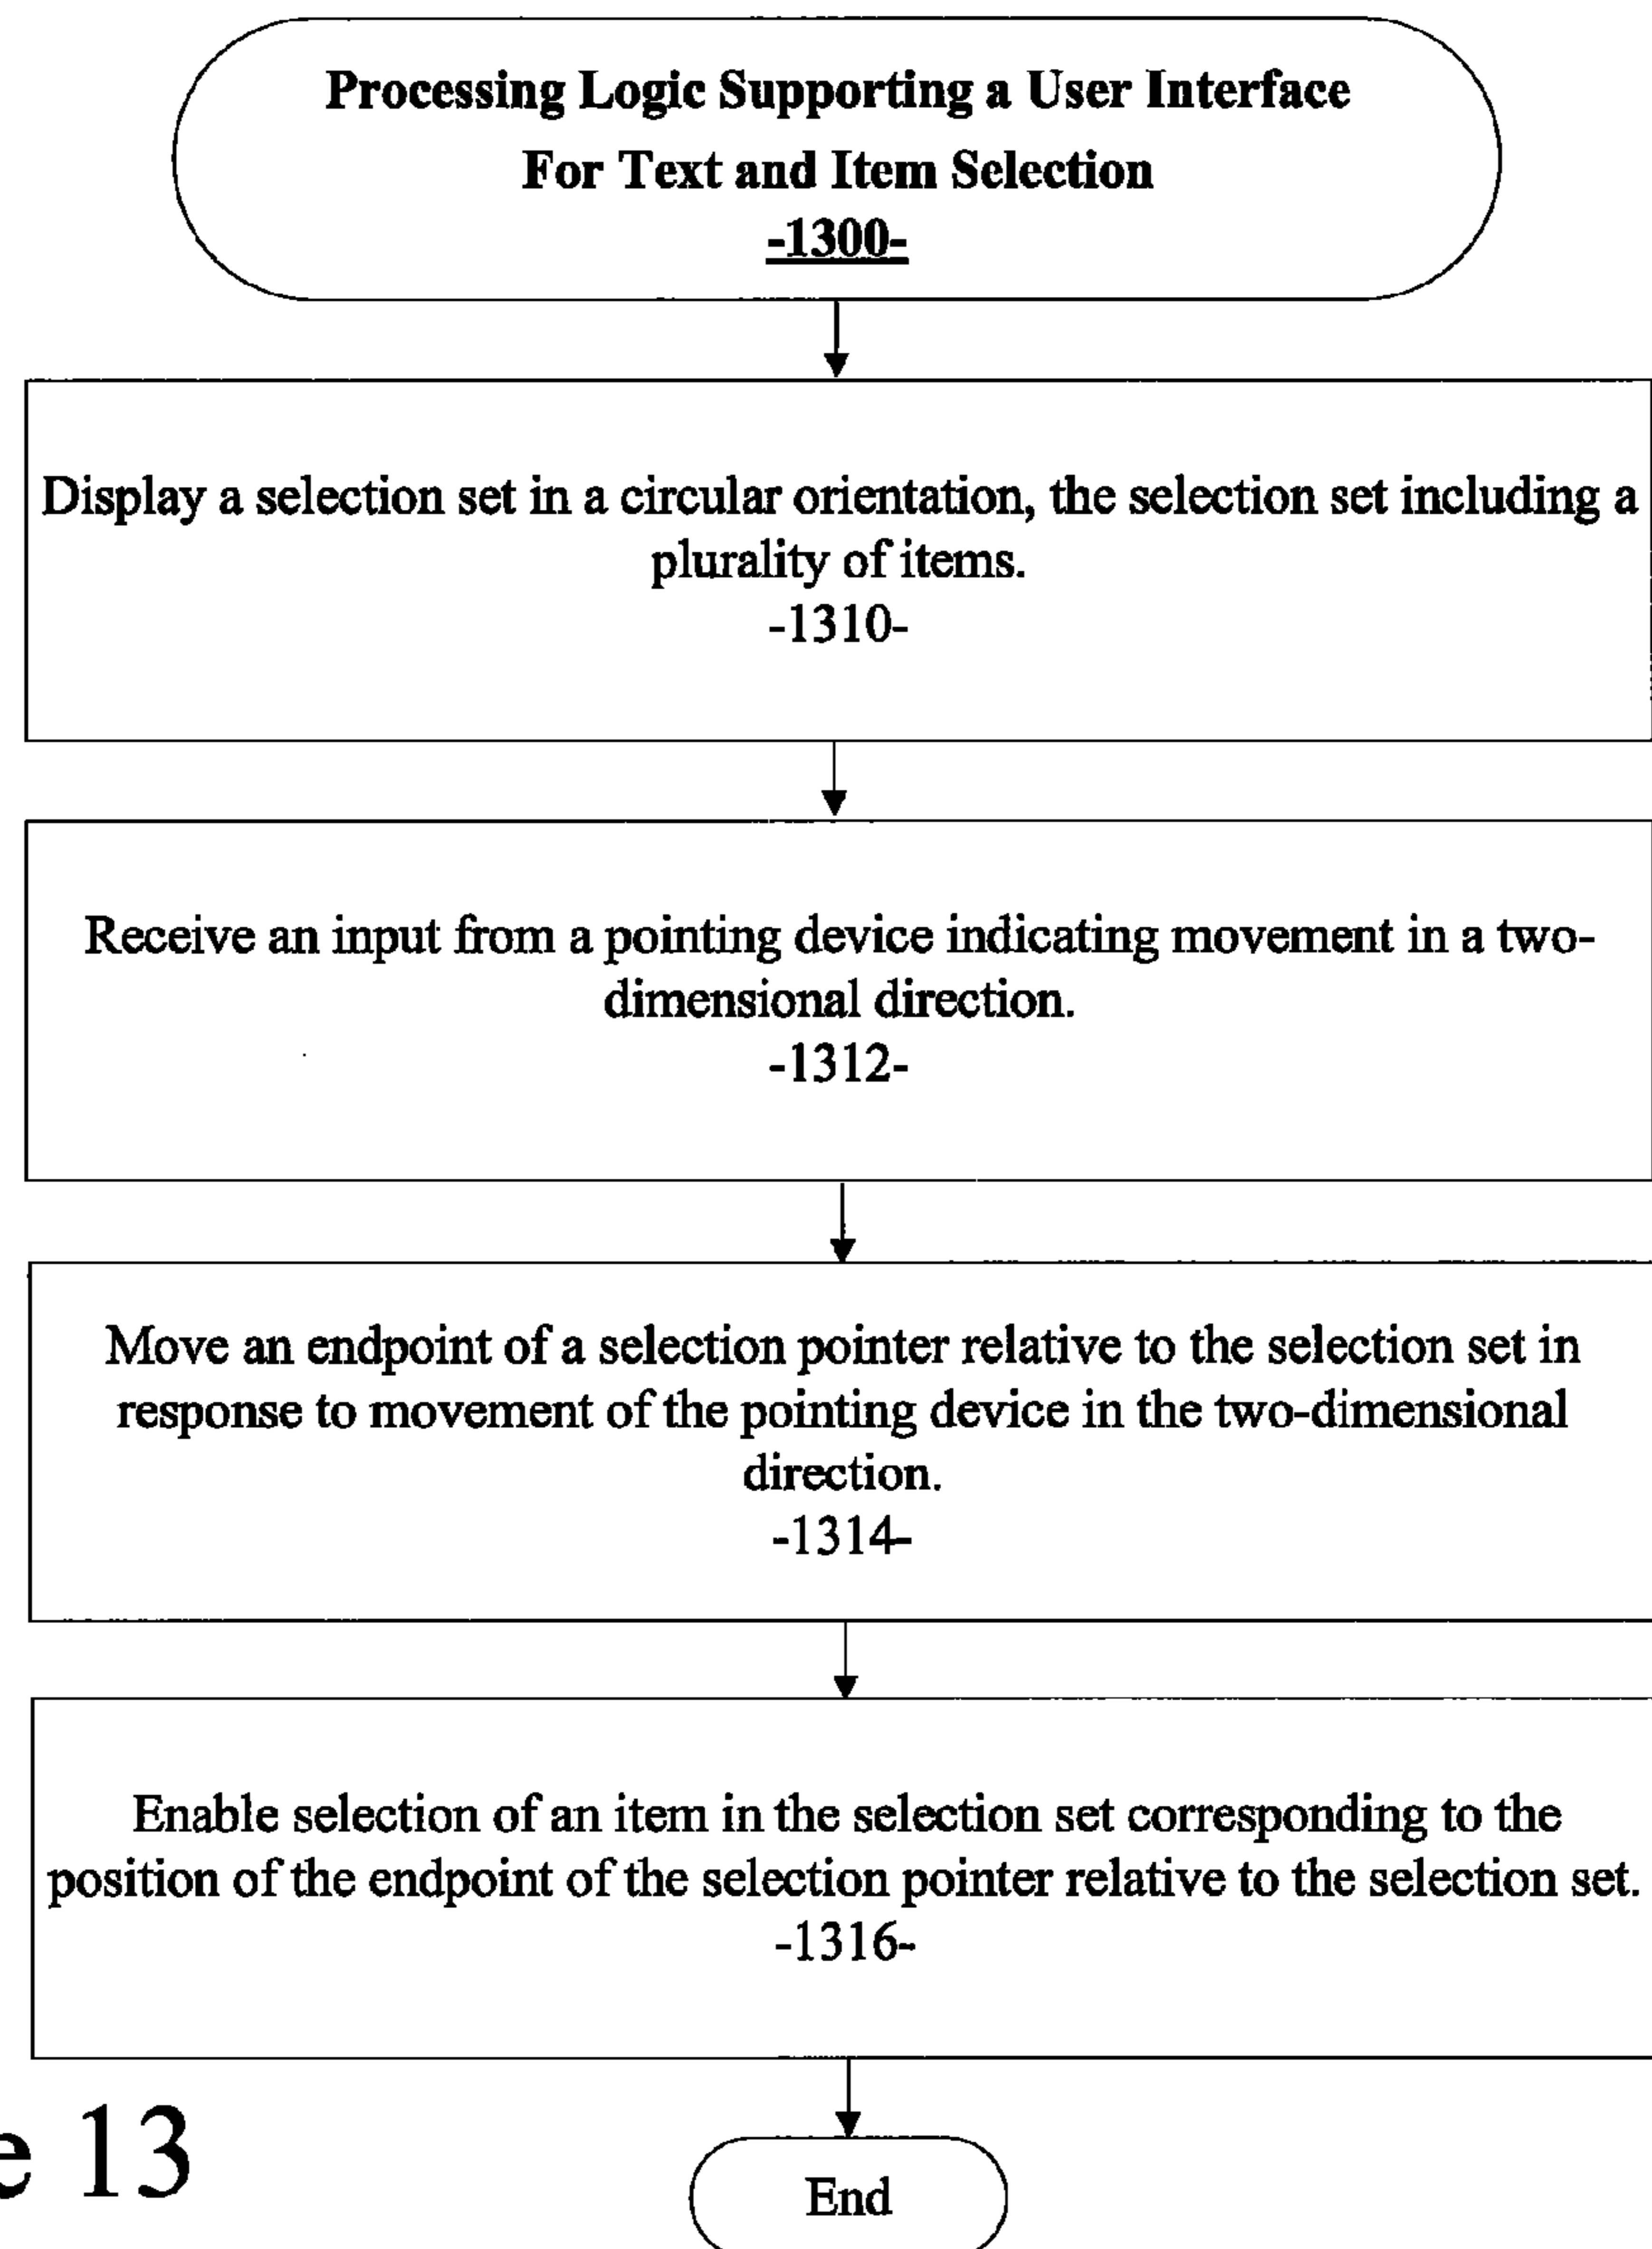 Processing Logic Supporting a User Interface
For Text and Item Selection
-1300-
Display a selection set in a circular orientation, the selection set including a
plurality of items.
-1310-
Receive an input from a pointing device indicating movement in a two-
dimensional direction.
-1312-
Move an endpoint of a selection pointer relative to the selection set in
response to movement of the pointing device in the two-dimensional
direction.
-1314-
Enable selection of an item in the selection set corresponding to the
position of the endpoint of the selection pointer relative to the selection set.
-1316-
e 13
End